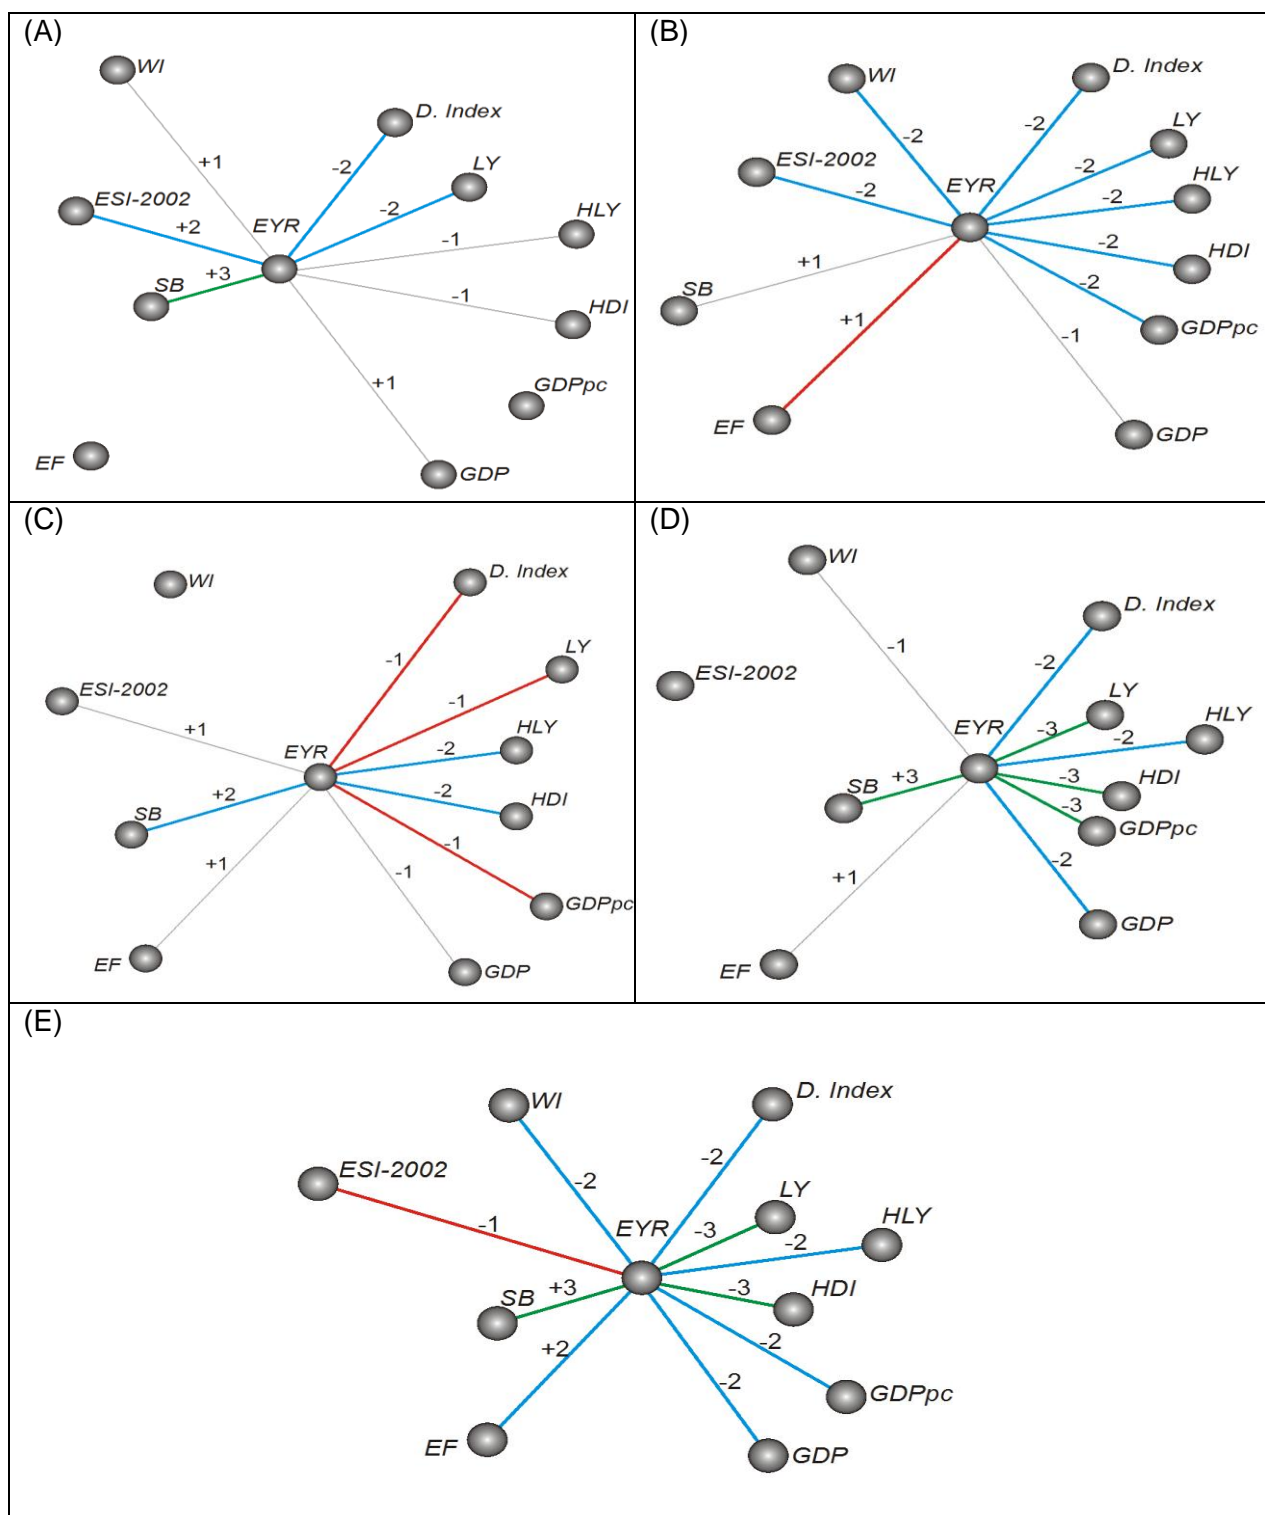 (A)
WI
D. Index
+1
-2
LY
ESI-2002
+2
EYR
-2
HLY
-1
SB
+3
-1
HDI
+1
GDPpc
EF
GDP
(B)
WI
D. Index
-2
-2
LY
ESI-2002
-2
EYR
-2
HLY
-2
SB
+1
-2
HDI
-2
GDPpc
+1
-1
EF
GDP
(C)
WI
D. Index
-1
LY
ESI-2002
+1
-1
EYR
HLY
-2
SB
+2
-2
HDI
+1
-1
-1
GDPpc
EF
GDP
(D)
WI
D. Index
-1
-2
ESI-2002
LY
EYR
-3
HLY
-2
SB
+3
-3
HDI
-3
GDPpc
+1
-2
EF
GDP
(E)
WI
D. Index
ESI-2002
-2
-2
LY
-1
EYR
-3
HLY
-2
SB
+3
-3
HDI
+2
-2
-2
GDPpc
EF
GDP